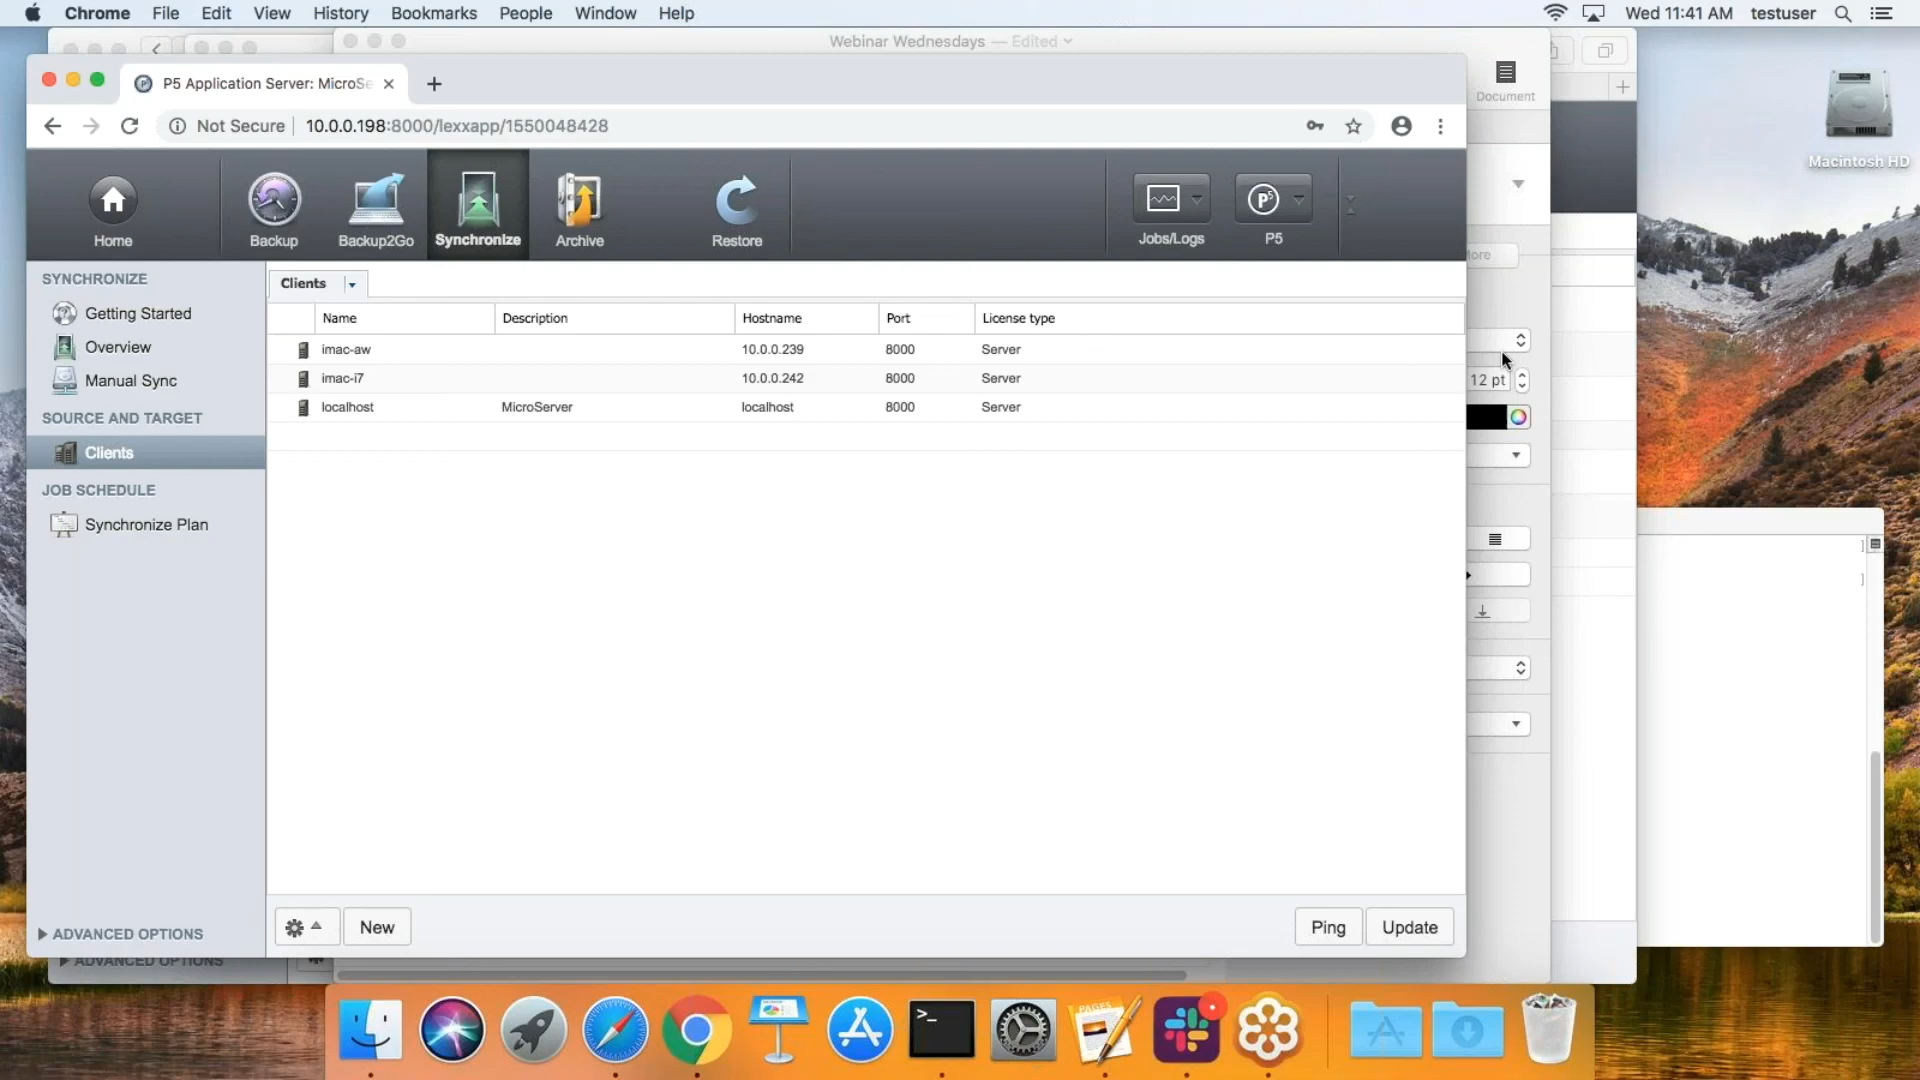 Chrome File Edit View History Bookmarks People Window Help
Wed 11:41 AM testuser
Webinar Wednesdays — Edited
P5 Application Server: MicroSe
Document
Not Secure 10.0.0.198:8000/lexxapp/1550048428
Macintosh HD
Home Backup Backup2Go Synchronize Archive Restore Jobs/Logs P5
ore
SYNCHRONIZE
Getting Started
Overview
Manual Sync
SOURCE AND TARGET
Clients
JOB SCHEDULE
Synchronize Plan
ADVANCED OPTIONS
ADVANCED OPTIONS
Clients
Name Description Hostname Port License type
imac-aw 10.0.0.239 8000 Server
imac-i7 10.0.0.242 8000 Server
localhost MicroServer localhost 8000 Server
12 pt
New Ping Update
PAGES